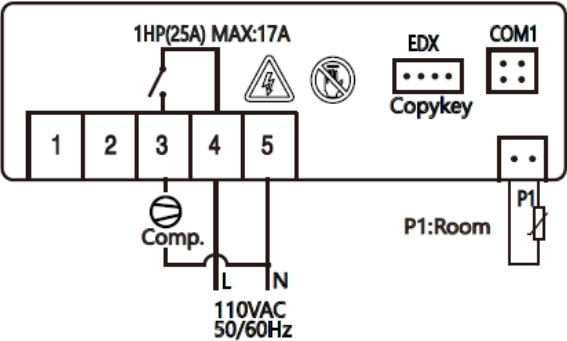 1HP(25A) MAX:17A
EDX
COM1
Copykey
1 2 3 4 5
P1
P1:Room
Comp.
L N
110VAC
50/60Hz